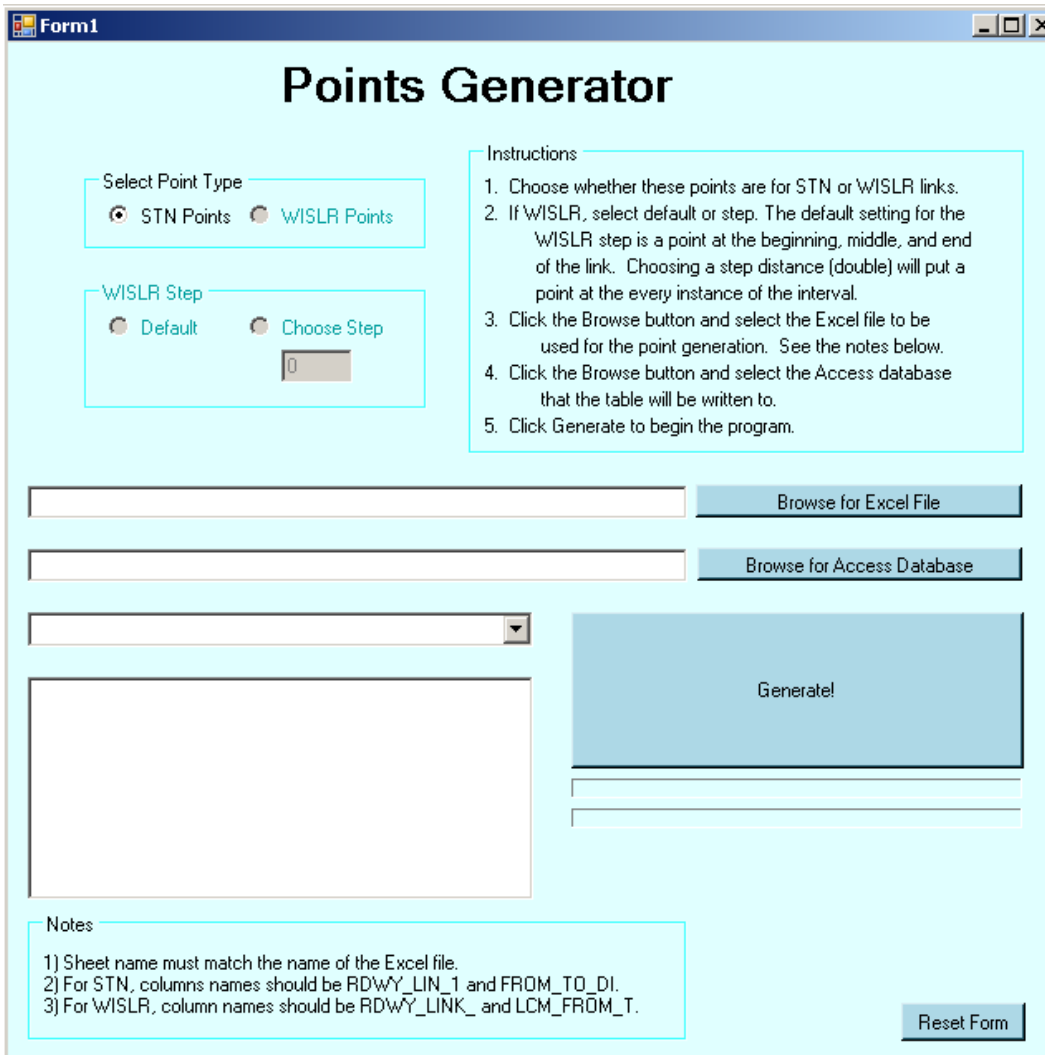 Form1
Points Generator
Select Point Type
STN Points WISLR Points
WISLR Step
Default Choose Step
0
Instructions
1. Choose whether these points are for STN or WISLR links.
2. If WISLR, select default or step. The default setting for the
WISLR step is a point at the beginning, middle, and end
of the link. Choosing a step distance (double) will put a
point at the every instance of the interval.
3. Click the Browse button and select the Excel file to be
used for the point generation. See the notes below.
4. Click the Browse button and select the Access database
that the table will be written to.
5. Click Generate to begin the program.
Browse for Excel File
Browse for Access Database
Generate!
Notes
1) Sheet name must match the name of the Excel file.
2) For STN, columns names should be RDWY_LIN_1 and FROM_TO_DI.
3) For WISLR, column names should be RDWY_LINK_ and LCM_FROM_T.
Reset Form